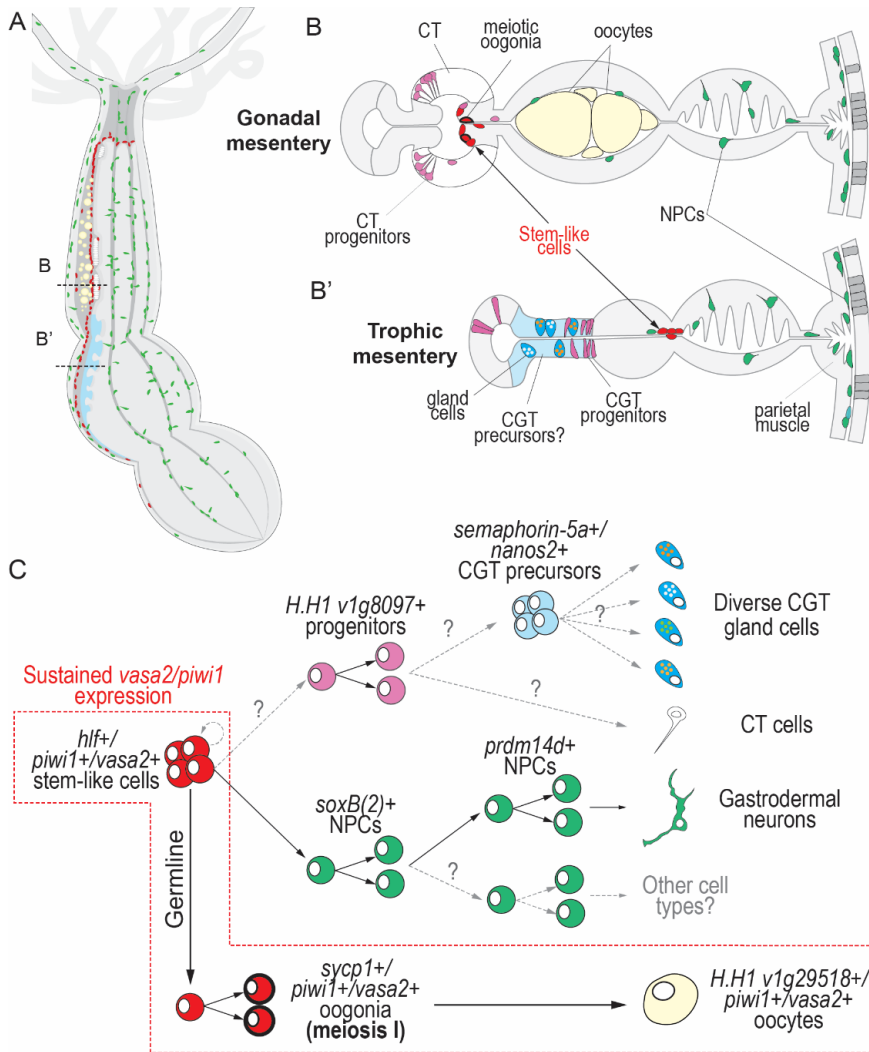 A
B
B'
B
Gonadal
mesentery
CT
meiotic
oogonia
oocytes
CT
progenitors
Stem-like
cells
NPCs
B'
Trophic
mesentery
gland
cells
CGT
precursors?
CGT
progenitors
parietal
muscle
C
semaphorin-5a+/
nanos2+
CGT precursors
H.H1 v1g8097+
progenitors
?
?
Diverse CGT
gland cells
Sustained vasa2/piwi1
expression
?
?
CT cells
hlf+/
piwi1+/vasa2+
stem-like cells
prdm14d+
NPCs
soxB(2)+
NPCs
Gastrodermal
neurons
?
Other cell
types?
Germline
sycp1+/
piwi1+/vasa2+
oogonia
(meiosis I)
H.H1 v1g29518+/
piwi1+/vasa2+
oocytes